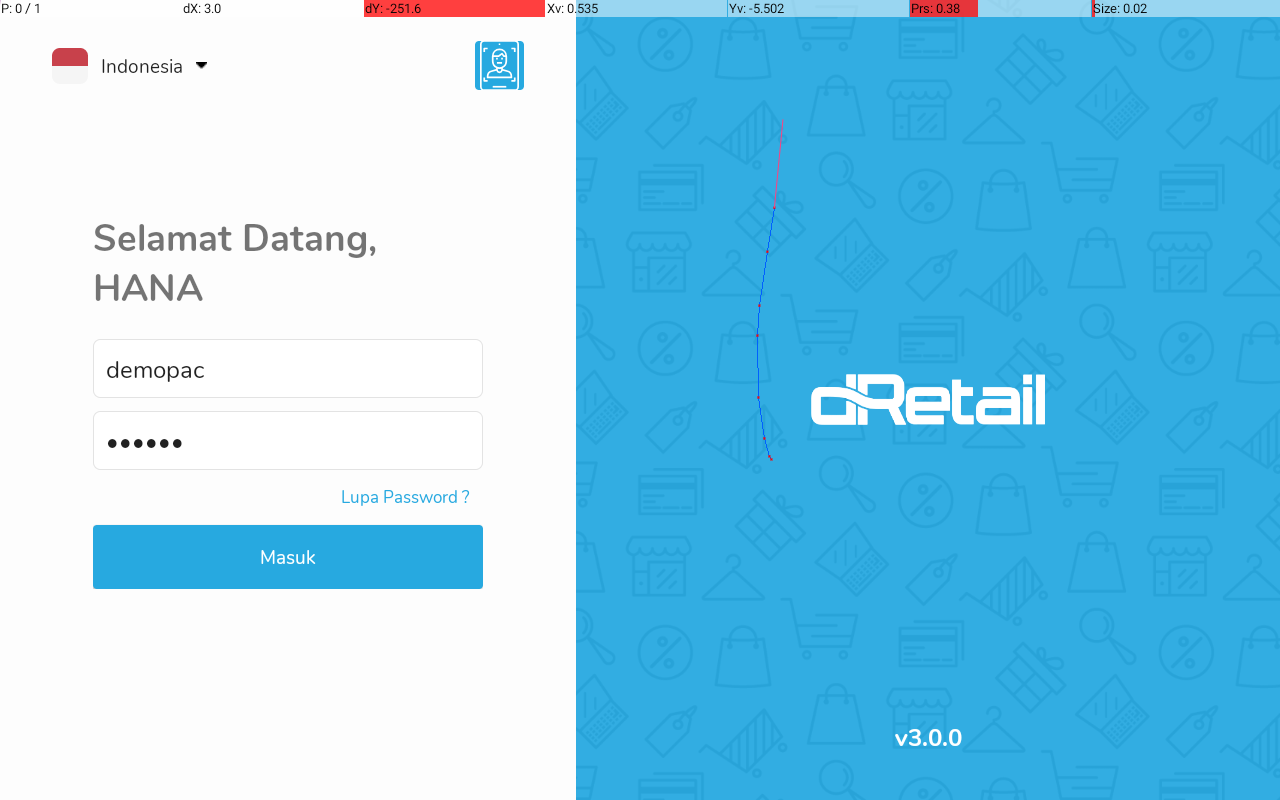 P: 0 / 1 dX: 3.0 dY: -251.6 Xv: 0.535 Yv: -5.502 Prs: 0.38 Size: 0.02
Indonesia
Selamat Datang,
HANA
demopac
••••••
Lupa Password ?
Masuk
dRetail
v3.0.0